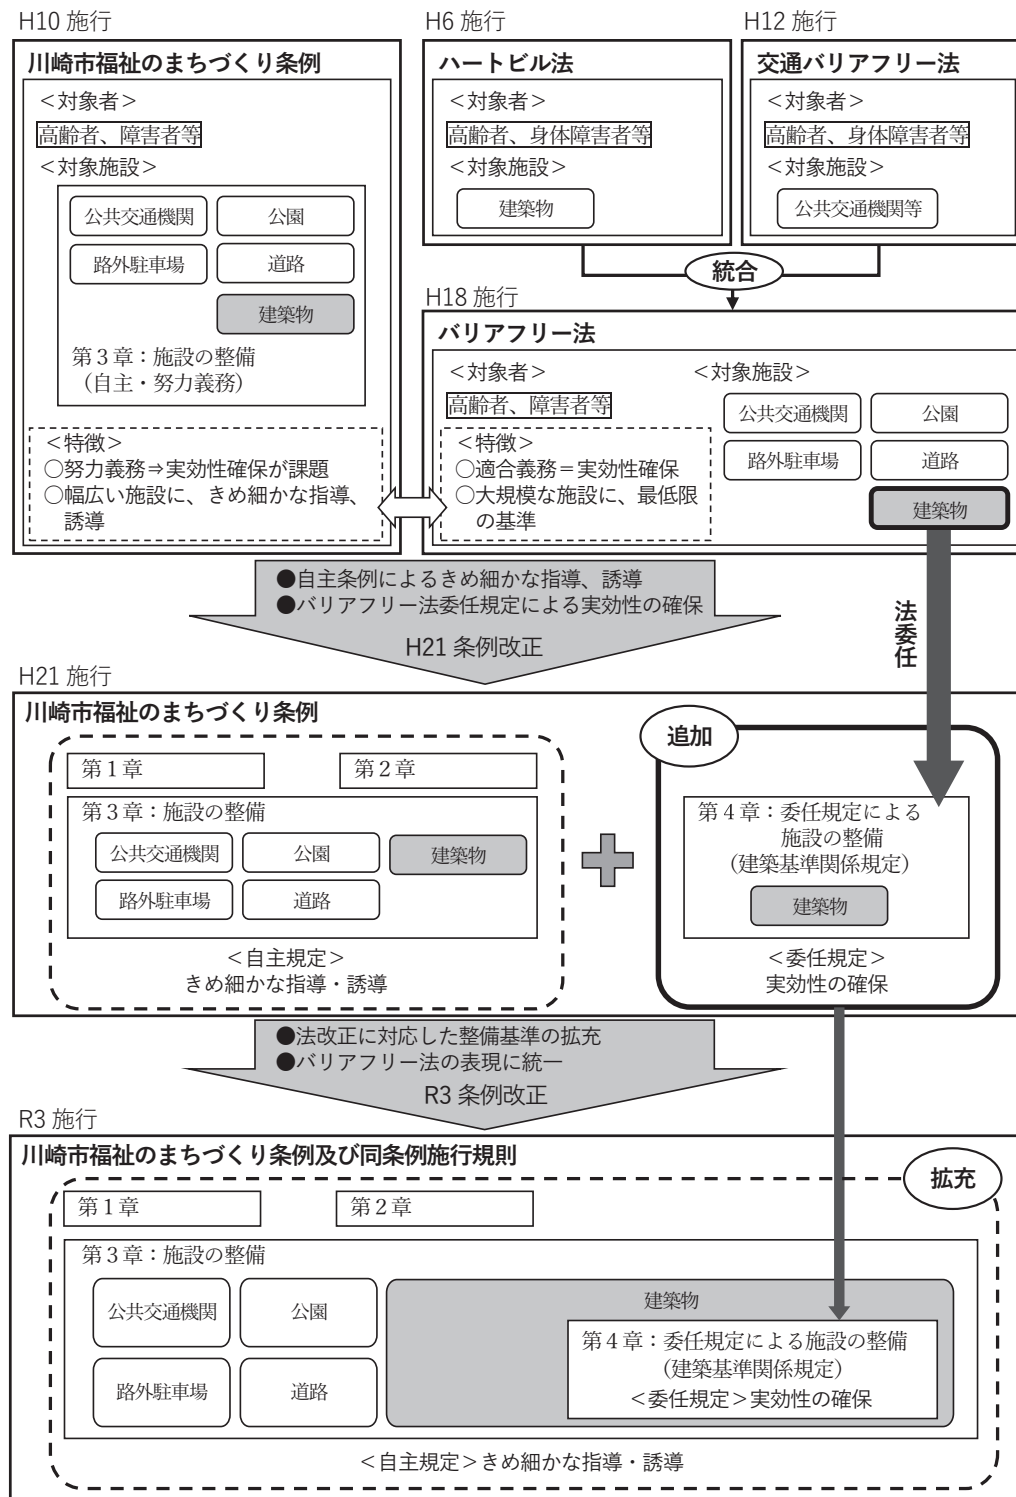 H10 施行
川崎市福祉のまちづくり条例
＜対象者＞
高齢者、障害者等
＜対象施設＞
公共交通機関
公園
路外駐車場
道路
建築物
第３章：施設の整備
（自主・努力義務）
＜特徴＞
○努力義務⇒実効性確保が課題
○幅広い施設に、きめ細かな指導、
誘導
H6 施行
ハートビル法
＜対象者＞
高齢者、身体障害者等
＜対象施設＞
建築物
H12 施行
交通バリアフリー法
＜対象者＞
高齢者、身体障害者等
＜対象施設＞
公共交通機関等
統合
H18 施行
バリアフリー法
＜対象者＞
高齢者、障害者等
＜特徴＞
○適合義務＝実効性確保
○大規模な施設に、最低限
の基準
＜対象施設＞
公共交通機関
公園
路外駐車場
道路
建築物
●自主条例によるきめ細かな指導、誘導
●バリアフリー法委任規定による実効性の確保
H21 条例改正
法委任
H21 施行
川崎市福祉のまちづくり条例
第１章
第２章
第３章：施設の整備
公共交通機関
公園
建築物
路外駐車場
道路
＜自主規定＞
きめ細かな指導・誘導
追加
第４章：委任規定による
施設の整備
（建築基準関係規定）
建築物
＜委任規定＞
実効性の確保
●法改正に対応した整備基準の拡充
●バリアフリー法の表現に統一
R3 条例改正
R3 施行
川崎市福祉のまちづくり条例及び同条例施行規則
拡充
第１章
第２章
第３章：施設の整備
公共交通機関
公園
路外駐車場
道路
建築物
第４章：委任規定による施設の整備
（建築基準関係規定）
＜委任規定＞実効性の確保
＜自主規定＞きめ細かな指導・誘導